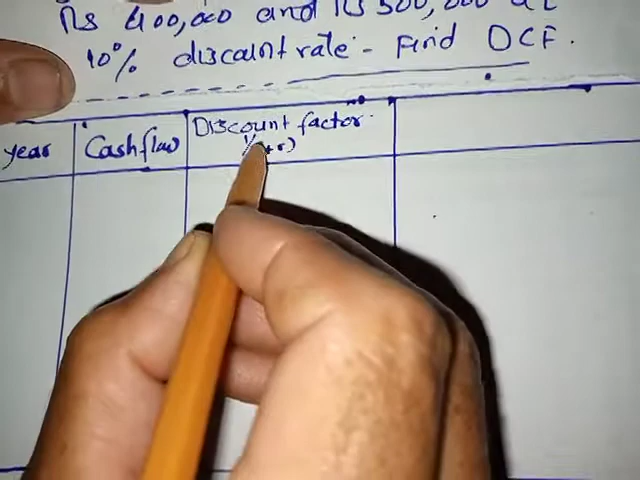 Rs 400,000 and Rs 500,000 at
10% discount rate - Find DCF.
year
Cashflow
Discount factor